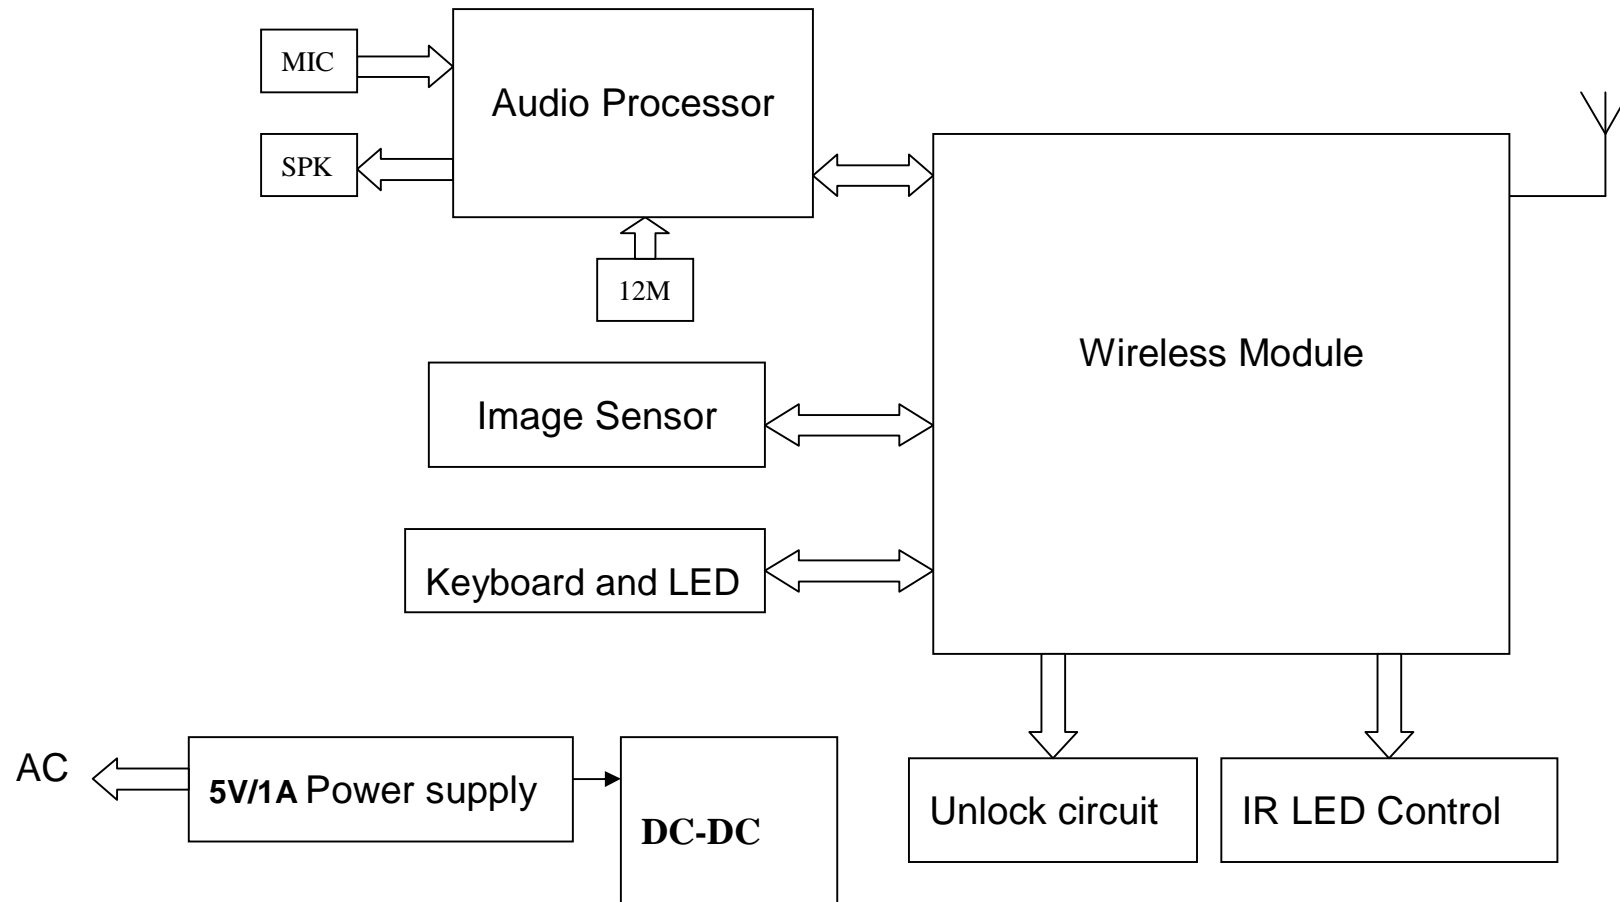 MIC
Audio Processor
SPK
12M
Wireless Module
Image Sensor
Keyboard and LED
AC
5V/1A Power supply
DC-DC
Unlock circuit
IR LED Control